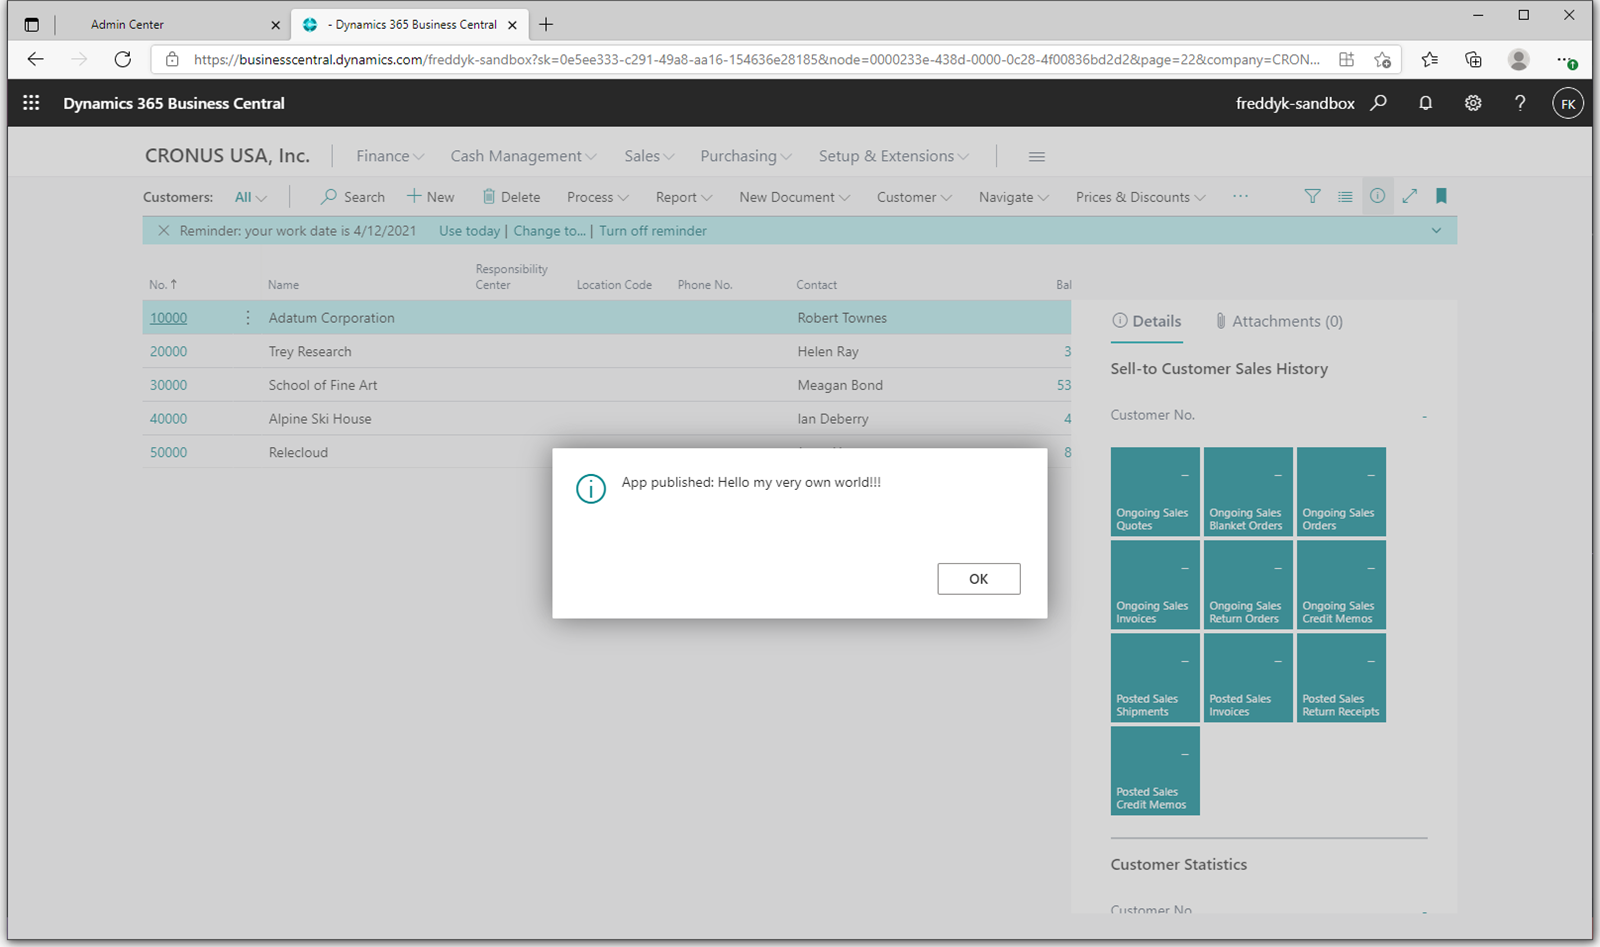 Admin Center
- Dynamics 365 Business Central
https://businesscentral.dynamics.com/freddyk-sandbox?sk=0e5ee333-c291-49a8-aa16-154636e28185&node=0000233e-438d-0000-0c28-4f00836bd2d2&page=22&company=CRON...
Dynamics 365 Business Central
freddyk-sandbox
FK
CRONUS USA, Inc.
Finance
Cash Management
Sales
Purchasing
Setup & Extensions
Customers:
All
Search
New
Delete
Process
Report
New Document
Customer
Navigate
Prices & Discounts
Reminder: your work date is 4/12/2021
Use today | Change to... | Turn off reminder
No. ↑
Name
Responsibility
Center
Location Code
Phone No.
Contact
Bal
10000
Adatum Corporation
Robert Townes
20000
Trey Research
Helen Ray
3
30000
School of Fine Art
Meagan Bond
53
40000
Alpine Ski House
Ian Deberry
4
50000
Relecloud
8
App published: Hello my very own world!!!
OK
Details
Attachments (0)
Sell-to Customer Sales History
Customer No.
-
Ongoing Sales
Quotes
Ongoing Sales
Blanket Orders
Ongoing Sales
Orders
Ongoing Sales
Invoices
Ongoing Sales
Return Orders
Ongoing Sales
Credit Memos
Posted Sales
Shipments
Posted Sales
Invoices
Posted Sales
Return Receipts
Posted Sales
Credit Memos
Customer Statistics
Customer No.
-